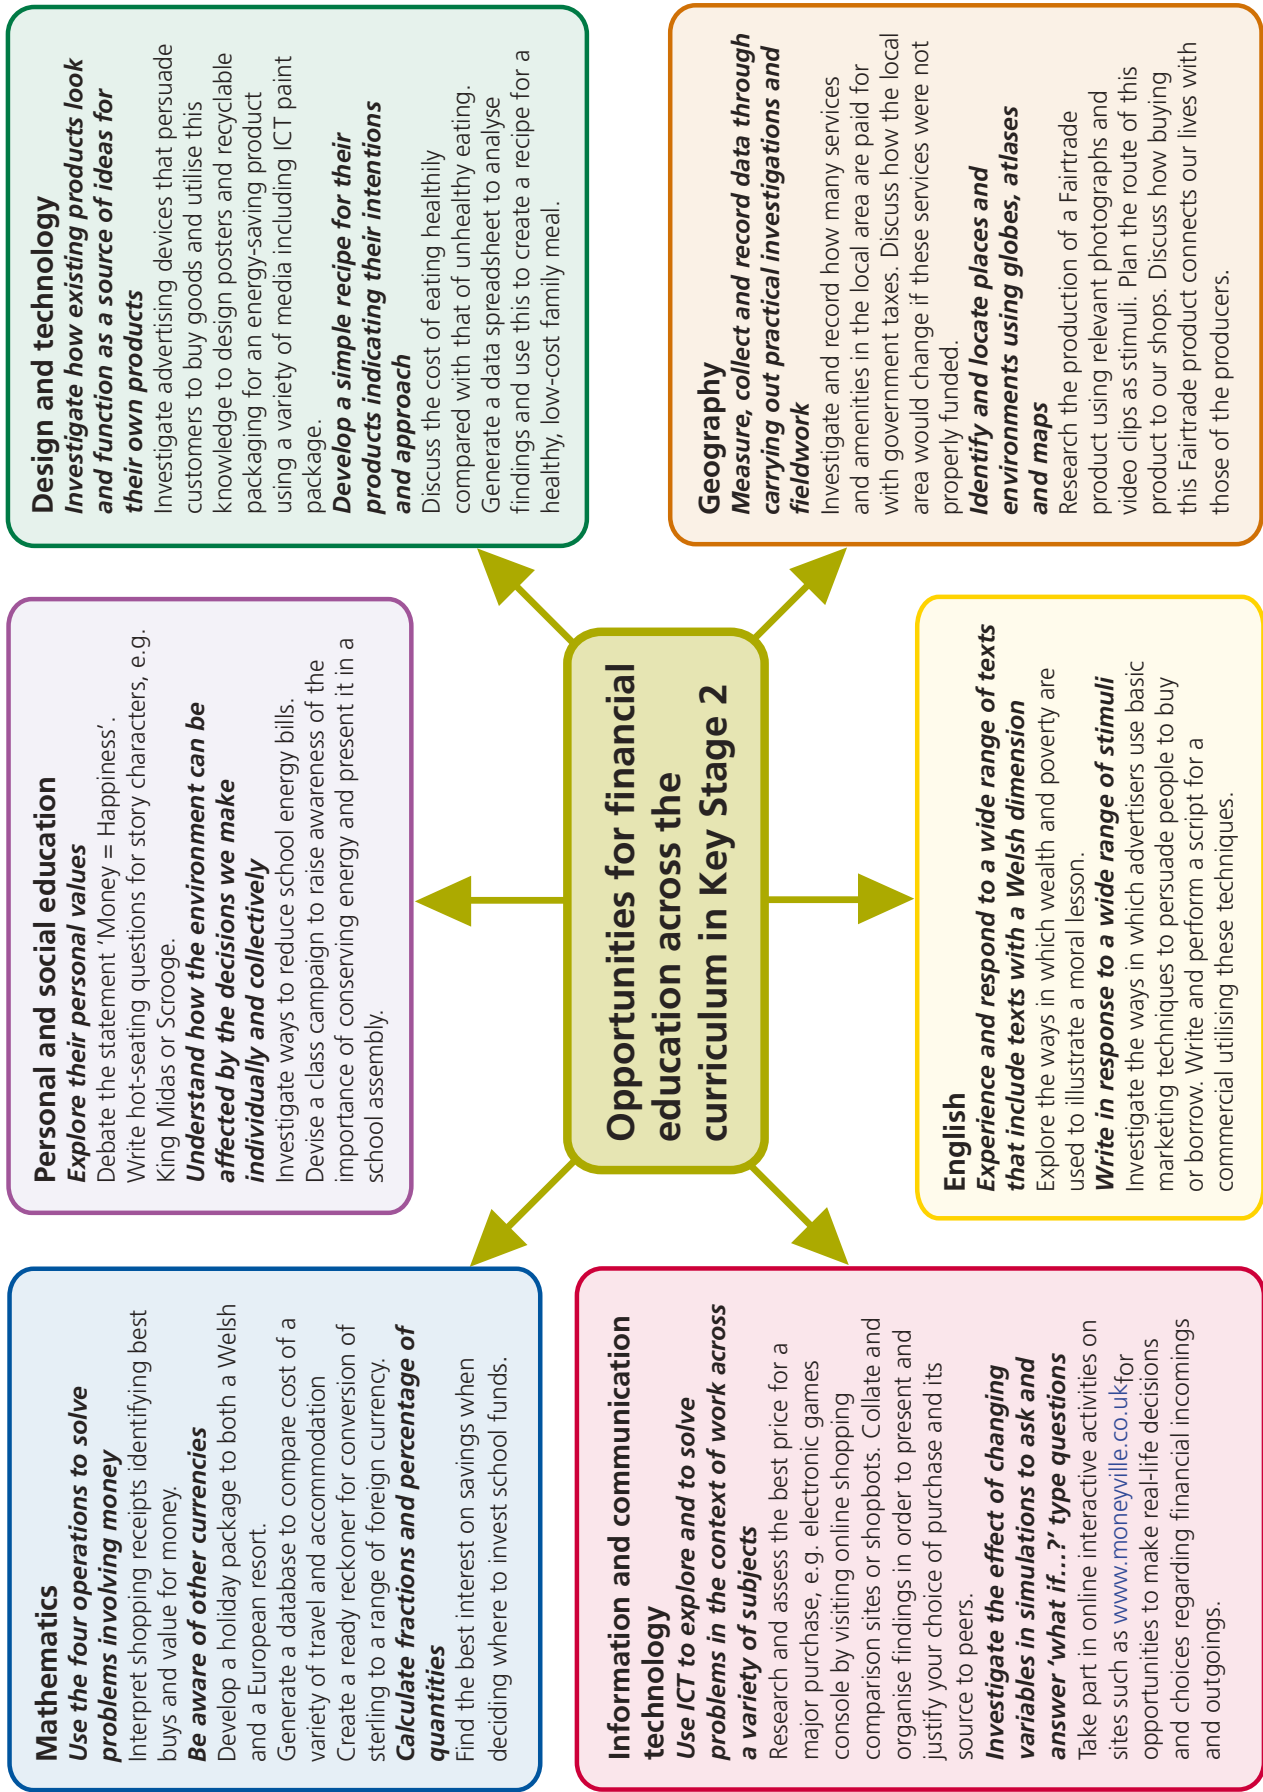 Mathematics
Use the four operations to solve
problems involving money
Interpret shopping receipts identifying best
buys and value for money.
Be aware of other currencies
Develop a holiday package to both a Welsh
and a European resort.
Generate a database to compare cost of a
variety of travel and accommodation
Create a ready reckoner for conversion of
sterling to a range of foreign currency.
Calculate fractions and percentage of
quantities
Find the best interest on savings when
deciding where to invest school funds.
Personal and social education
Explore their personal values
Debate the statement ‘Money = Happiness’.
Write hot-seating questions for story characters, e.g.
King Midas or Scrooge.
Understand how the environment can be
affected by the decisions we make
individually and collectively
Investigate ways to reduce school energy bills.
Devise a class campaign to raise awareness of the
importance of conserving energy and present it in a
school assembly.
Design and technology
Investigate how existing products look
and function as a source of ideas for
their own products
Investigate advertising devices that persuade
customers to buy goods and utilise this
knowledge to design posters and recyclable
packaging for an energy-saving product
using a variety of media including ICT paint
package.
Develop a simple recipe for their
products indicating their intentions
and approach
Discuss the cost of eating healthily
compared with that of unhealthy eating.
Generate a data spreadsheet to analyse
findings and use this to create a recipe for a
healthy, low-cost family meal.
Opportunities for financial
education across the
curriculum in Key Stage 2
Information and communication
technology
Use ICT to explore and to solve
problems in the context of work across
a variety of subjects
Research and assess the best price for a
major purchase, e.g. electronic games
console by visiting online shopping
comparison sites or shopbots. Collate and
organise findings in order to present and
justify your choice of purchase and its
source to peers.
Investigate the effect of changing
variables in simulations to ask and
answer ‘what if...?’ type questions
Take part in online interactive activities on
sites such as www.moneyville.co.uk for
opportunities to make real-life decisions
and choices regarding financial incomings
and outgoings.
English
Experience and respond to a wide range of texts
that include texts with a Welsh dimension
Explore the ways in which wealth and poverty are
used to illustrate a moral lesson.
Write in response to a wide range of stimuli
Investigate the ways in which advertisers use basic
marketing techniques to persuade people to buy
or borrow. Write and perform a script for a
commercial utilising these techniques.
Geography
Measure, collect and record data through
carrying out practical investigations and
fieldwork
Investigate and record how many services
and amenities in the local area are paid for
with government taxes. Discuss how the local
area would change if these services were not
properly funded.
Identify and locate places and
environments using globes, atlases
and maps
Research the production of a Fairtrade
product using relevant photographs and
video clips as stimuli. Plan the route of this
product to our shops. Discuss how buying
this Fairtrade product connects our lives with
those of the producers.